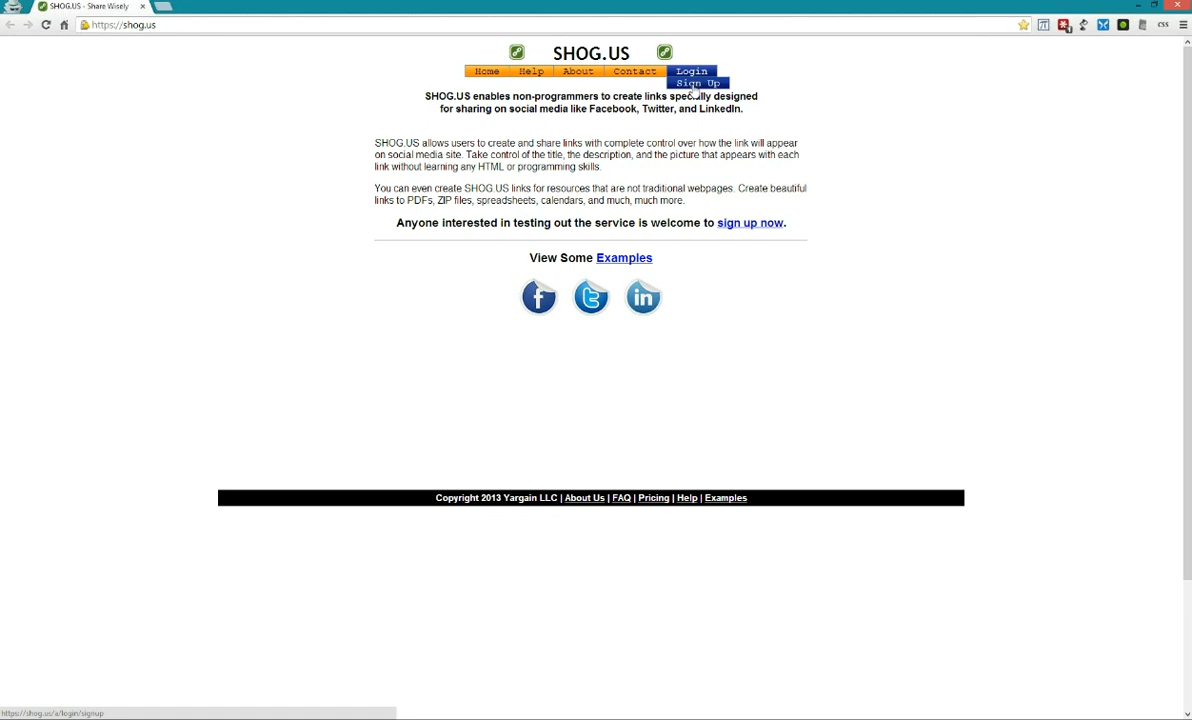 SHOG.US - Share Wisely
https://shog.us
CSS
SHOG.US
Home Help About Contact Login
Sign Up
SHOG.US enables non-programmers to create links specially designed
for sharing on social media like Facebook, Twitter, and LinkedIn.
SHOG.US allows users to create and share links with complete control over how the link will appear
on social media site. Take control of the title, the description, and the picture that appears with each
link without learning any HTML or programming skills.
You can even create SHOG.US links for resources that are not traditional webpages. Create beautiful
links to PDFs, ZIP files, spreadsheets, calendars, and much, much more.
Anyone interested in testing out the service is welcome to sign up now.
View Some Examples
f t in
Copyright 2013 Yargain LLC | About Us | FAQ | Pricing | Help | Examples
https://shog.us/a/login/signup